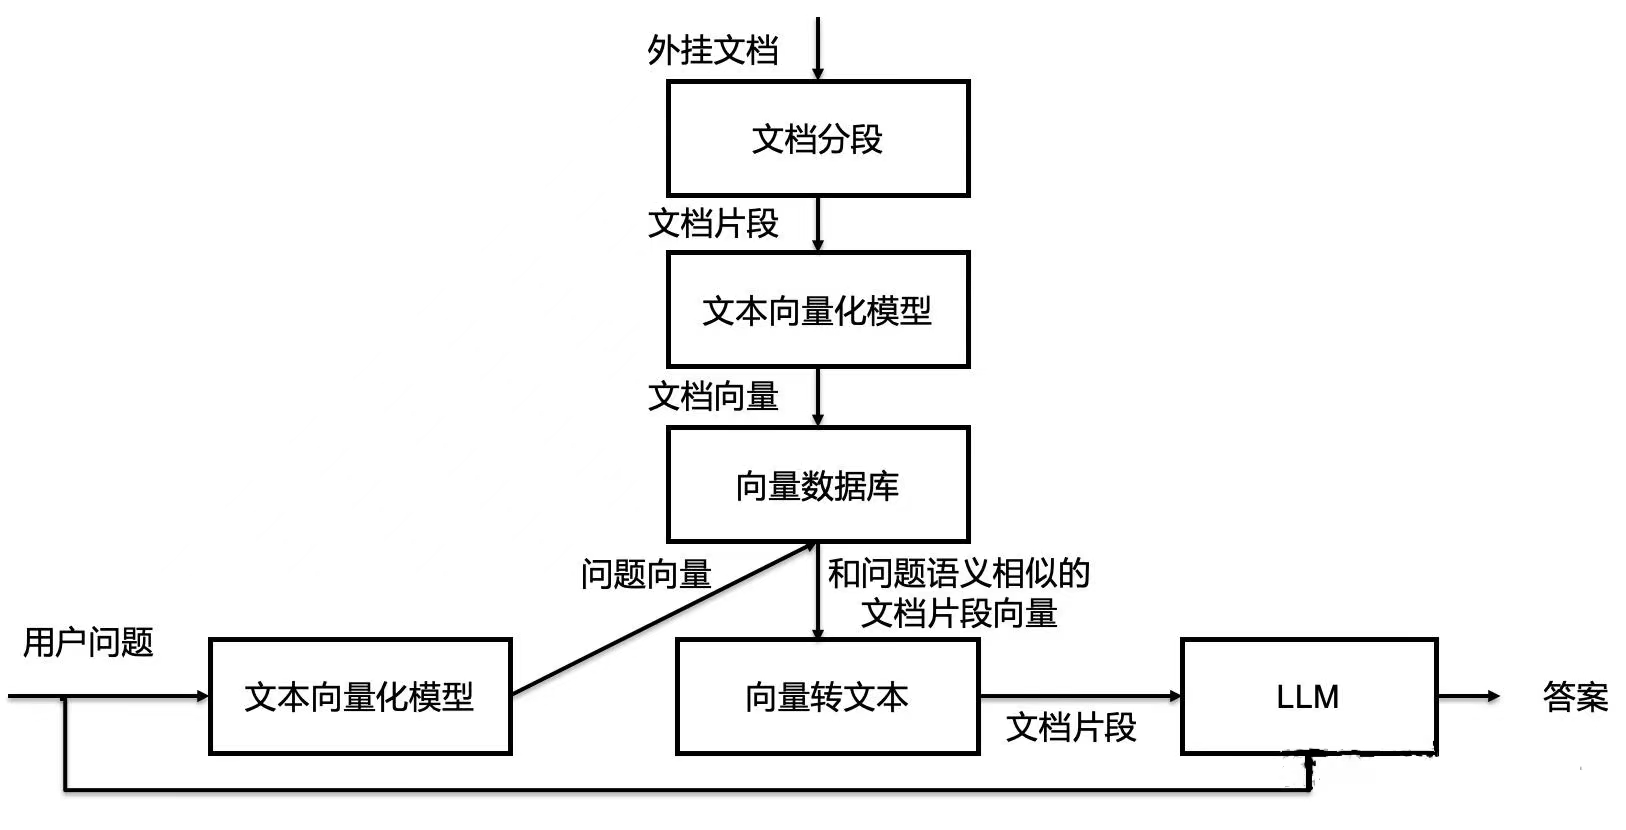 外挂文档
文档分段
文档片段
文本向量化模型
文档向量
向量数据库
问题向量
和问题语义相似的
文档片段向量
用户问题
文本向量化模型
向量转文本
文档片段
LLM
答案